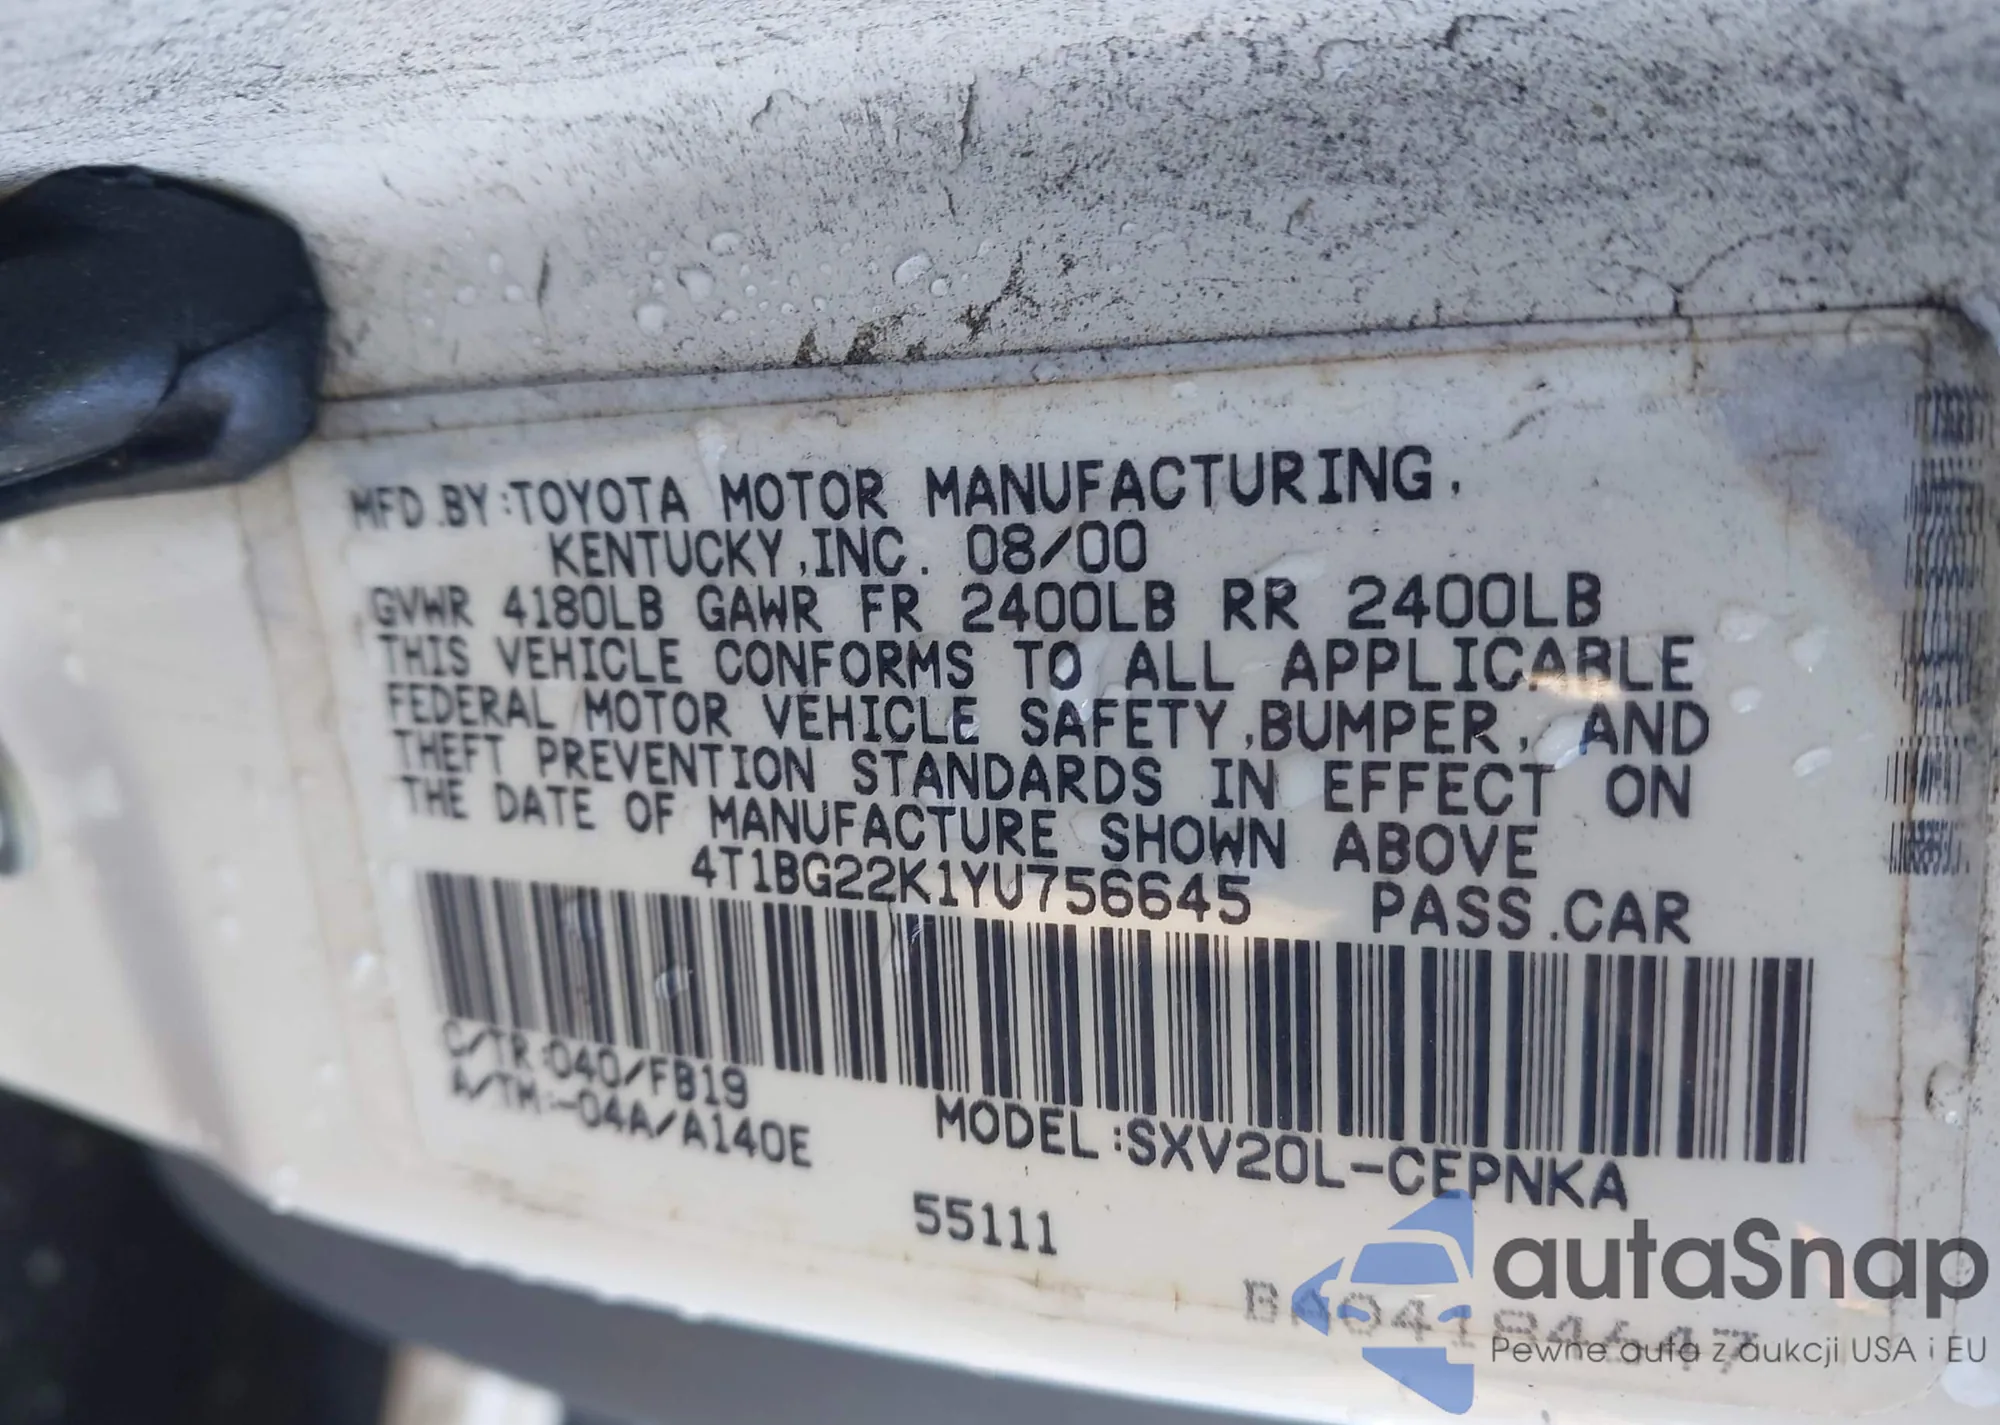 MFD.BY:TOYOTA MOTOR MANUFACTURING,
KENTUCKY,INC. 08/00
GVWR 4180LB GAWR FR 2400LB RR 2400LB
THIS VEHICLE CONFORMS TO ALL APPLICABLE
FEDERAL MOTOR VEHICLE SAFETY,BUMPER, AND
THEFT PREVENTION STANDARDS IN EFFECT ON
THE DATE OF MANUFACTURE SHOWN ABOVE
4T1BG22K1YU756645 PASS.CAR
C/TR:040/FB19
A/TM:-04A/A140E
MODEL:SXV20L-CEPNKA
55111
autaSnap
Pewne auta z aukcji USA i EU